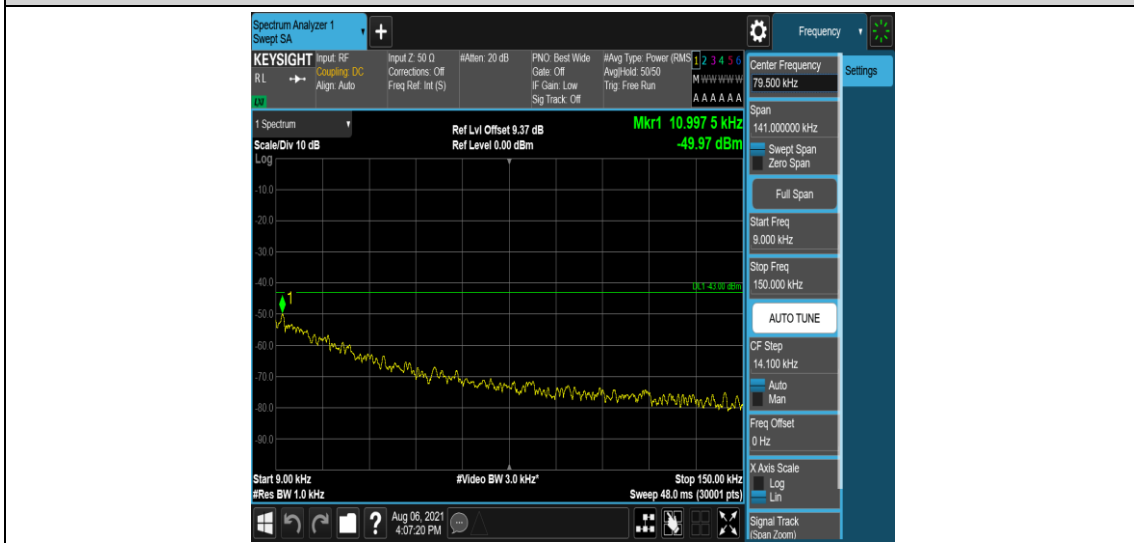 Spectrum Analyzer 1
Swept SA
+
Frequency
KEYSIGHT
RL
LXI
Input: RF
Coupling: DC
Align: Auto
Input Z: 50 Ω
Corrections: Off
Freq Ref: Int (S)
#Atten: 20 dB
PNO: Best Wide
Gate: Off
IF Gain: Low
Sig Track: Off
#Avg Type: Power (RMS
Avg|Hold: 50/50
Trig: Free Run
1 2 3 4 5 6
M W W W W W
A A A A A A
1 Spectrum
Scale/Div 10 dB
Ref Lvl Offset 9.37 dB
Ref Level 0.00 dBm
Mkr1 10.997 5 kHz
-49.97 dBm
Log
-10.0
-20.0
-30.0
-40.0
-50.0
-60.0
-70.0
-80.0
-90.0
DL1 -43.00 dBm
1
Start 9.00 kHz
#Res BW 1.0 kHz
#Video BW 3.0 kHz*
Stop 150.00 kHz
Sweep 48.0 ms (30001 pts)
Center Frequency
79.500 kHz
Settings
Span
141.000000 kHz
Swept Span
Zero Span
Full Span
Start Freq
9.000 kHz
Stop Freq
150.000 kHz
AUTO TUNE
CF Step
14.100 kHz
Auto
Man
Freq Offset
0 Hz
X Axis Scale
Log
Lin
Signal Track
(Span Zoom)
?
Aug 06, 2021
4:07:20 PM